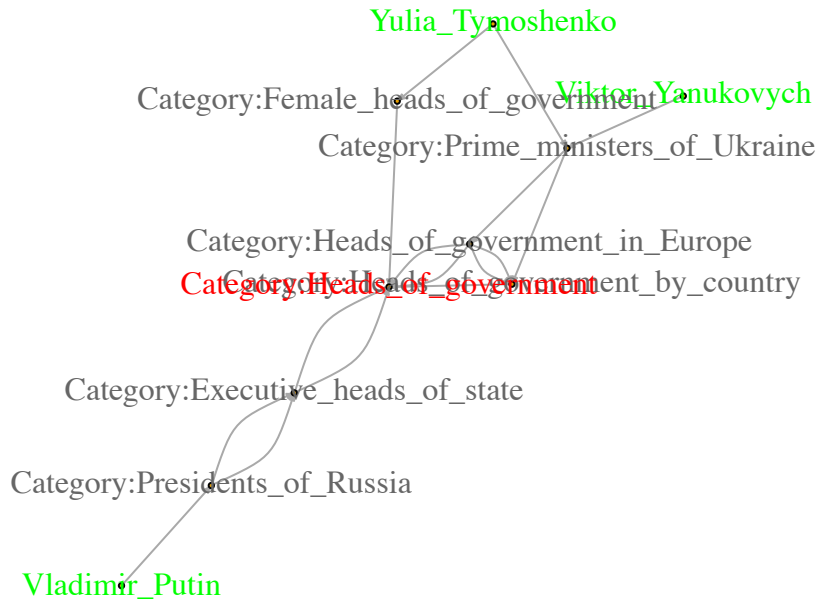 Yulia_Tymoshenko
Viktor_Yanukovych
Category:Female_heads_of_government
Category:Prime_ministers_of_Ukraine
Category:Heads_of_government_in_Europe
Category:Heads_of_government_by_country
Category:Heads_of_government
Category:Executive_heads_of_state
Category:Presidents_of_Russia
Vladimir_Putin